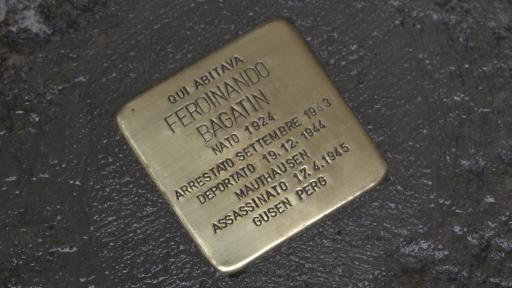 QUI ABITAVA
FERDINANDO
BAGATIN
NATO 1924
ARRESTATO SETTEMBRE 1943
DEPORTATO 19.12.1944
MAUTHAUSEN
ASSASSINATO 17.4.1945
GUSEN PERG